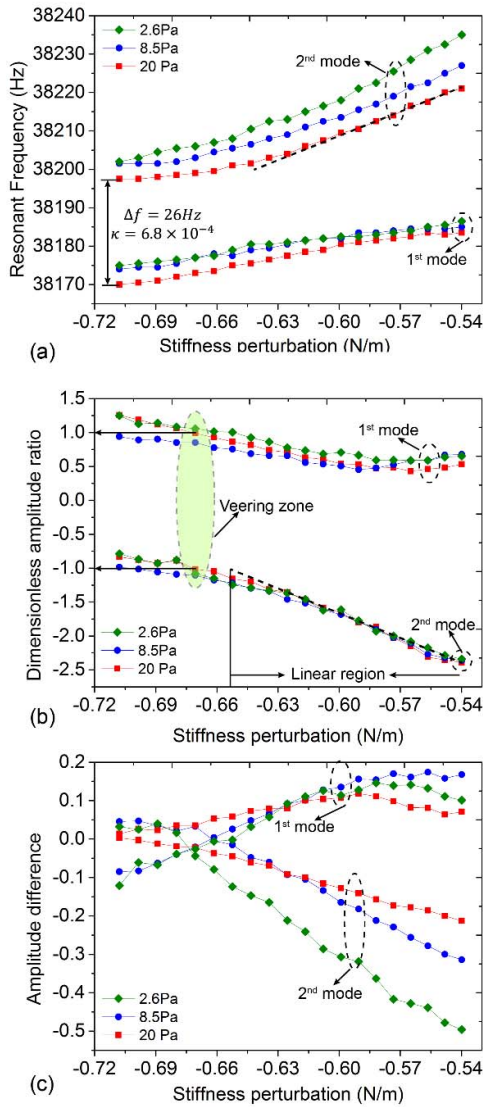 (a)
38240
38230
38220
38210
38200
38190
38180
38170
Resonant Frequency (Hz)
2.6Pa
8.5Pa
20 Pa
2nd mode
Δf = 26Hz
κ = 6.8 × 10⁻⁴
1st mode
-0.72 -0.69 -0.66 -0.63 -0.60 -0.57 -0.54
Stiffness perturbation (N/m)
(b)
1.5
1.0
0.5
0.0
-0.5
-1.0
-1.5
-2.0
-2.5
Dimensionless amplitude ratio
1st mode
Veering zone
2nd mode
2.6Pa
8.5Pa
20 Pa
Linear region
-0.72 -0.69 -0.66 -0.63 -0.60 -0.57 -0.54
Stiffness perturbation (N/m)
0.2
0.1
0.0
-0.1
-0.2
-0.3
-0.4
-0.5
Amplitude difference
1st mode
2nd mode
2.6Pa
8.5Pa
20 Pa
-0.72 -0.69 -0.66 -0.63 -0.60 -0.57 -0.54
(c)
Stiffness perturbation (N/m)